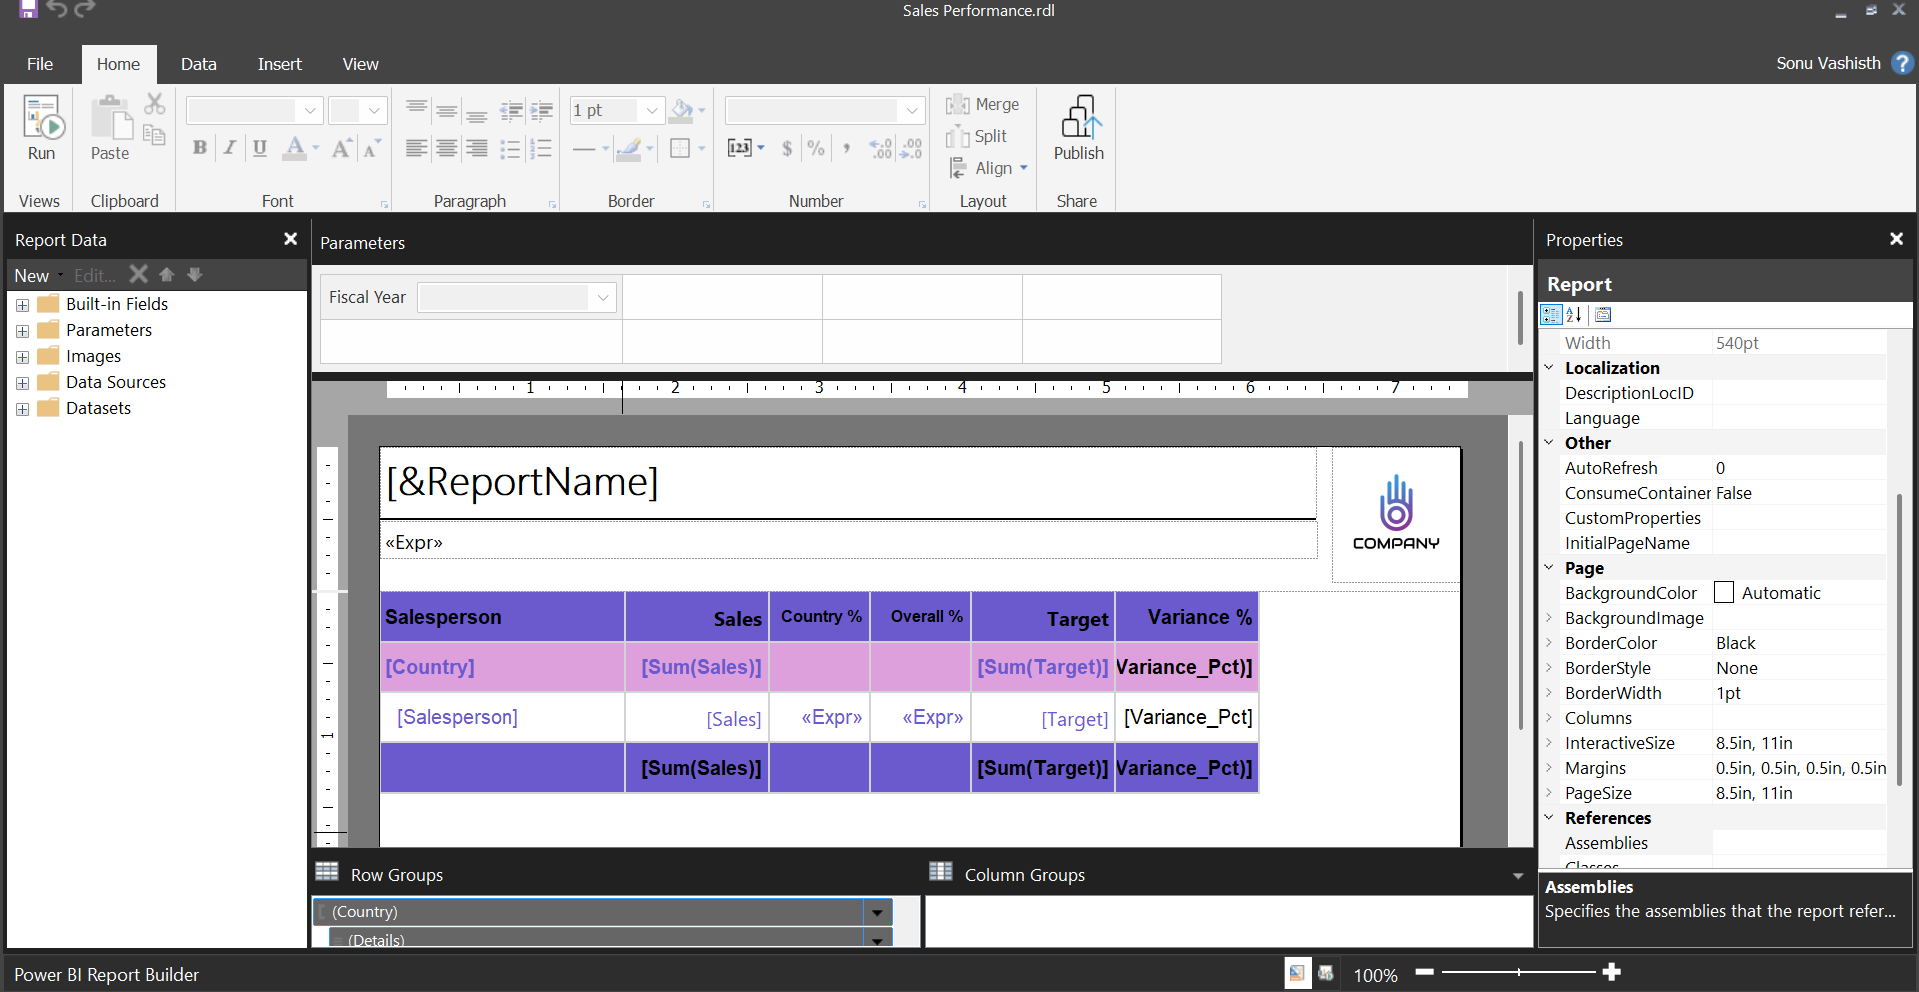 Sales Performance.rdl
File Home Data Insert View
Sonu Vashisth ?
Run
Paste
1 pt
Merge
Split
Align
Publish
B I U A A A
[123] $ % , .00 .00
Views Clipboard Font Paragraph Border Number Layout Share
Report Data
New Edit...
Built-in Fields
Parameters
Images
Data Sources
Datasets
Parameters
Fiscal Year
1 2 3 4 5 6 7
[&ReportName]
«Expr»
COMPANY
1
Salesperson Sales Country % Overall % Target Variance %
[Country] [Sum(Sales)] [Sum(Target)] Variance_Pct)]
[Salesperson] [Sales] «Expr» «Expr» [Target] [Variance_Pct]
[Sum(Sales)] [Sum(Target)] Variance_Pct)]
Row Groups
(Country)
(Details)
Column Groups
Properties
Report
Width 540pt
Localization
DescriptionLocID
Language
Other
AutoRefresh 0
ConsumeContainer False
CustomProperties
InitialPageName
Page
BackgroundColor Automatic
BackgroundImage
BorderColor Black
BorderStyle None
BorderWidth 1pt
Columns
InteractiveSize 8.5in, 11in
Margins 0.5in, 0.5in, 0.5in, 0.5in
PageSize 8.5in, 11in
References
Assemblies
Classes
Assemblies
Specifies the assemblies that the report refer...
Power BI Report Builder
100%